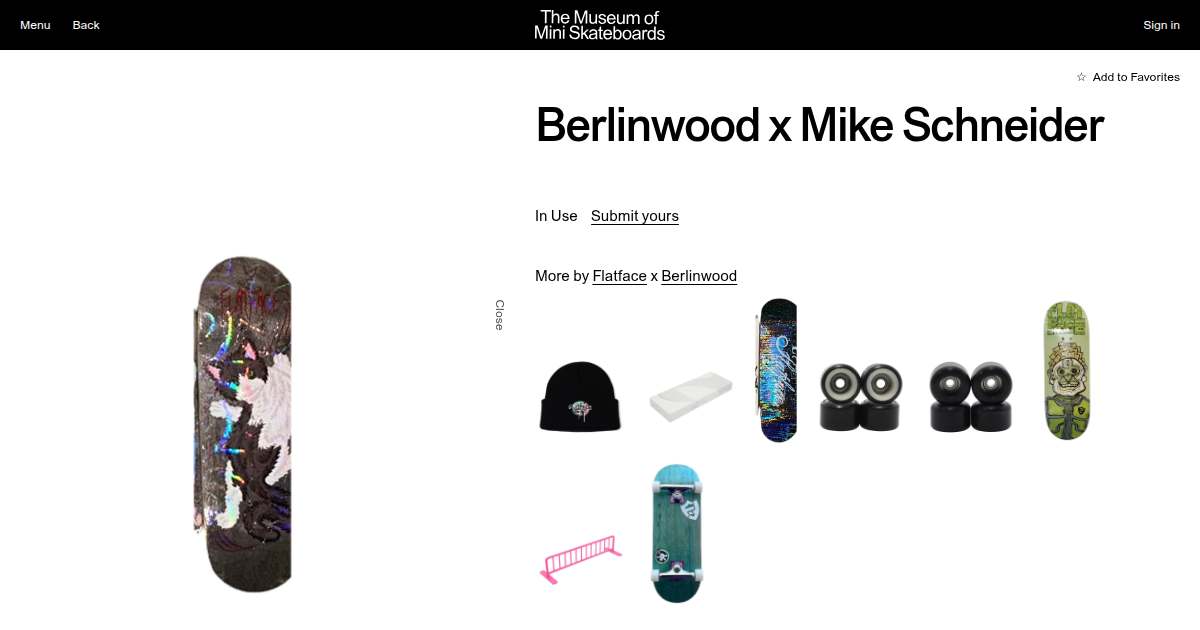 Menu
Back
The Museum of
Mini Skateboards
Sign in
☆ Add to Favorites
Berlinwood x Mike Schneider
In Use Submit yours
More by Flatface x Berlinwood
Close